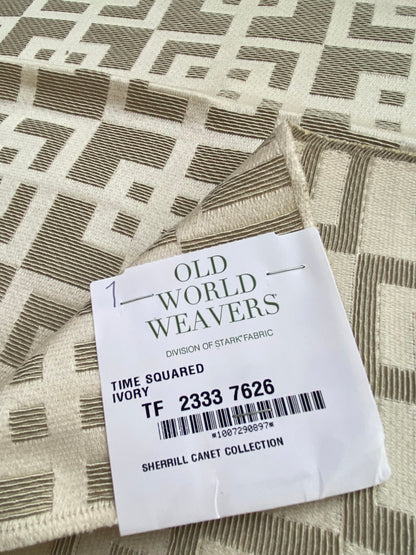 1
OLD
WORLD
WEAVERS
DIVISION OF STARK® FABRIC
TIME SQUARED
IVORY
TF 2333 7626
*1007290897*
SHERRILL CANET COLLECTION